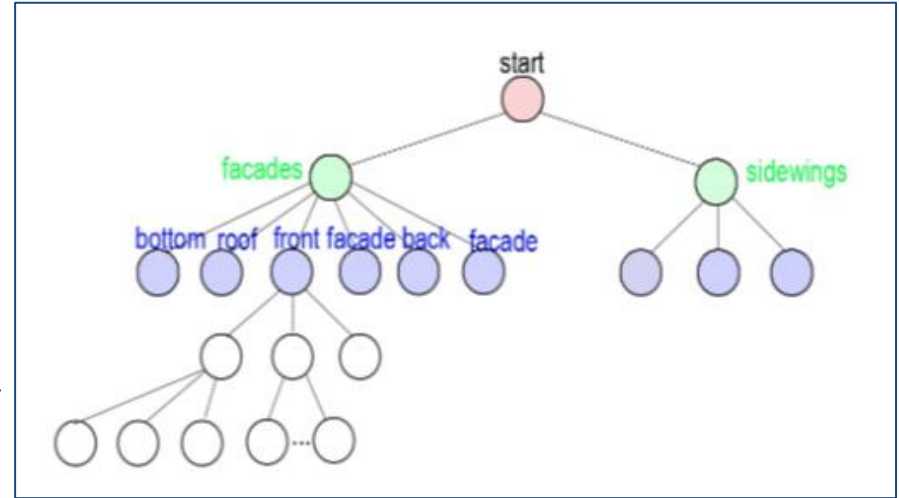 start
facades
sidewings
bottom roof front facade back facade
...